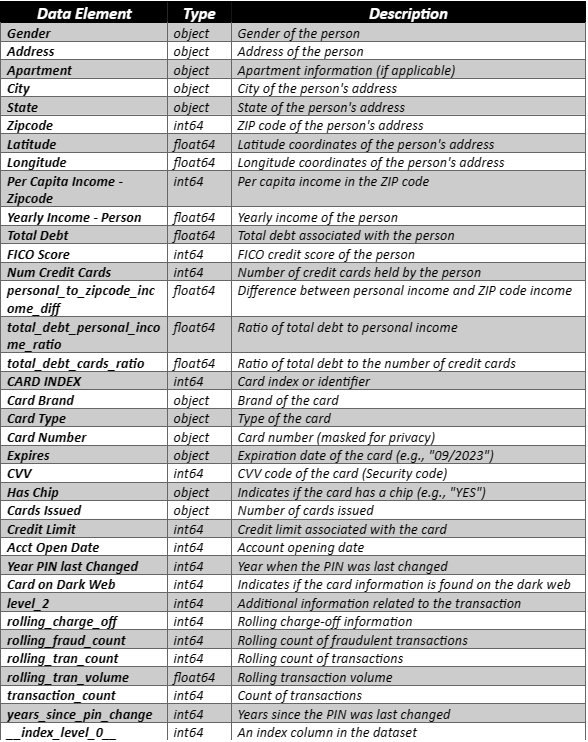 Data Element Type Description
Gender object Gender of the person
Address object Address of the person
Apartment object Apartment information (if applicable)
City object City of the person's address
State object State of the person's address
Zipcode int64 ZIP code of the person's address
Latitude float64 Latitude coordinates of the person's address
Longitude float64 Longitude coordinates of the person's address
Per Capita Income - int64 Per capita income in the ZIP code
Zipcode
Yearly Income - Person float64 Yearly income of the person
Total Debt float64 Total debt associated with the person
FICO Score int64 FICO credit score of the person
Num Credit Cards int64 Number of credit cards held by the person
personal_to_zipcode_inc float64 Difference between personal income and ZIP code income
ome_diff
total_debt_personal_inco float64 Ratio of total debt to personal income
me_ratio
total_debt_cards_ratio float64 Ratio of total debt to the number of credit cards
CARD INDEX int64 Card index or identifier
Card Brand object Brand of the card
Card Type object Type of the card
Card Number object Card number (masked for privacy)
Expires object Expiration date of the card (e.g., "09/2023")
CVV int64 CVV code of the card (Security code)
Has Chip object Indicates if the card has a chip (e.g., "YES")
Cards Issued object Number of cards issued
Credit Limit int64 Credit limit associated with the card
Acct Open Date int64 Account opening date
Year PIN last Changed int64 Year when the PIN was last changed
Card on Dark Web int64 Indicates if the card information is found on the dark web
level_2 int64 Additional information related to the transaction
rolling_charge_off int64 Rolling charge-off information
rolling_fraud_count int64 Rolling count of fraudulent transactions
rolling_tran_count int64 Rolling count of transactions
rolling_tran_volume float64 Rolling transaction volume
transaction_count int64 Count of transactions
years_since_pin_change int64 Years since the PIN was last changed
__index_level_0__ int64 An index column in the dataset